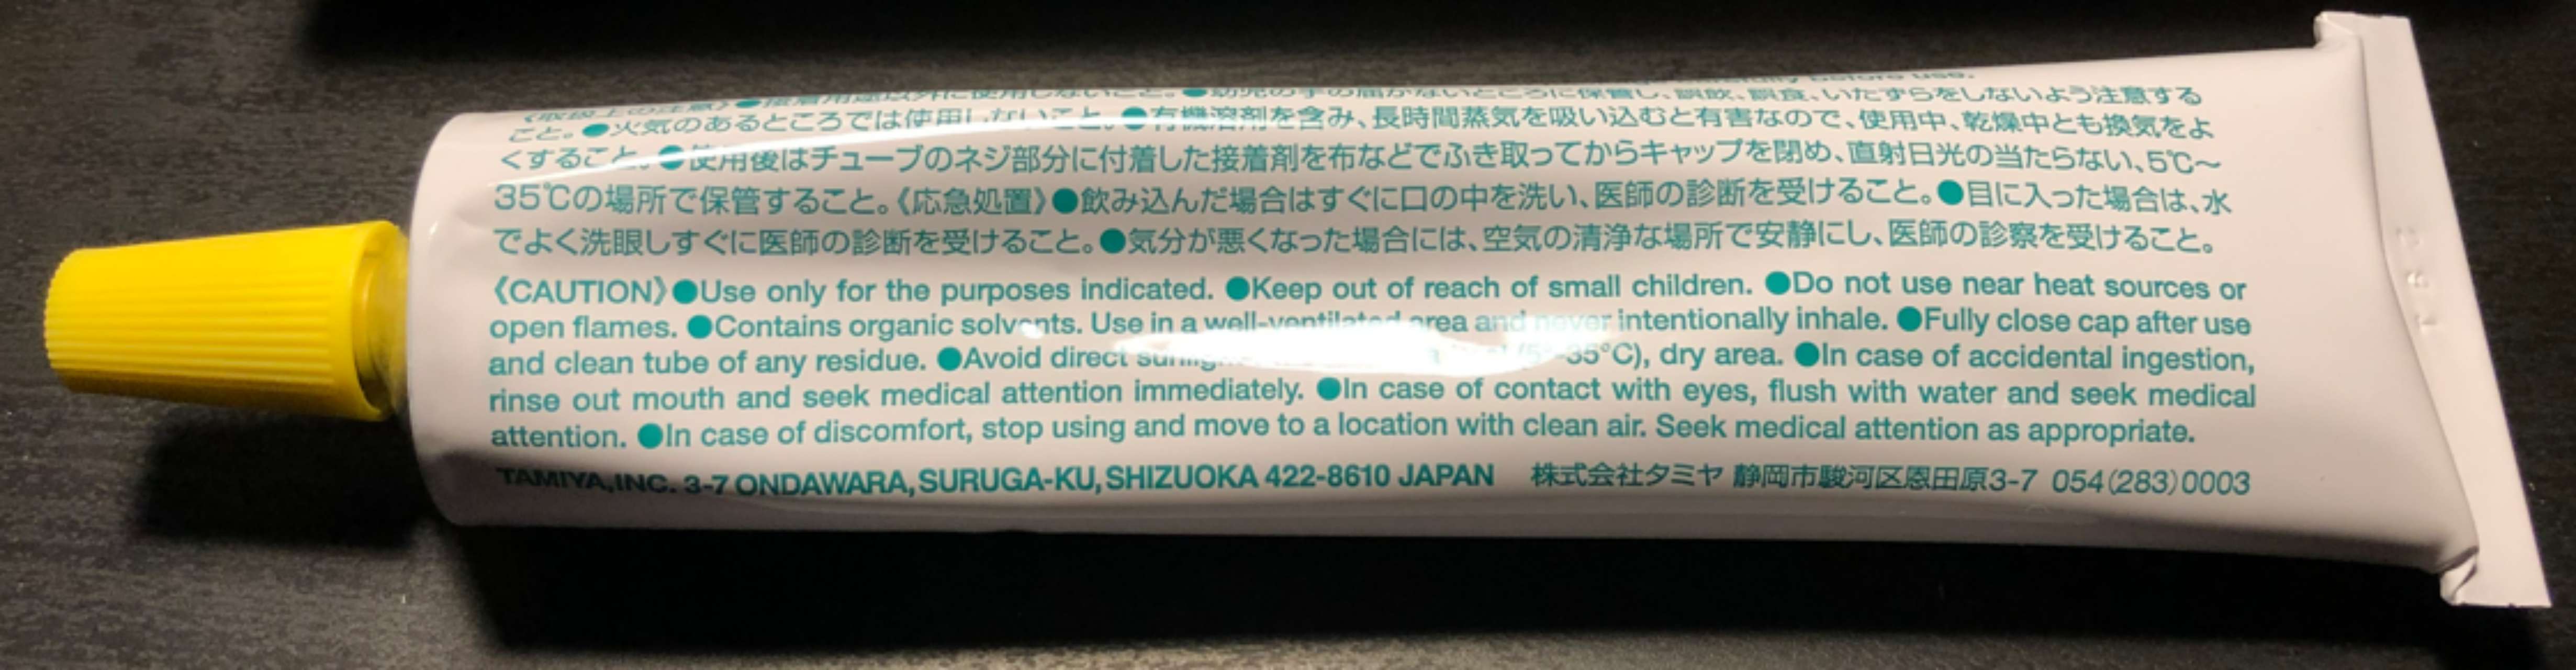 before use.
《取扱上の注意》●接着用途以外に使用しないこと。●幼児の手の届かないところに保管し、誤飲、誤食、いたずらをしないよう注意する
こと。●火気のあるところでは使用しないこと。●有機溶剤を含み、長時間蒸気を吸い込むと有害なので、使用中、乾燥中とも換気をよ
くすること。●使用後はチューブのネジ部分に付着した接着剤を布などでふき取ってからキャップを閉め、直射日光の当たらない、5℃〜
35℃の場所で保管すること。《応急処置》●飲み込んだ場合はすぐに口の中を洗い、医師の診断を受けること。●目に入った場合は、水
でよく洗眼しすぐに医師の診断を受けること。●気分が悪くなった場合には、空気の清浄な場所で安静にし、医師の診察を受けること。
《CAUTION》●Use only for the purposes indicated. ●Keep out of reach of small children. ●Do not use near heat sources or
open flames. ●Contains organic solvents. Use in a well-ventilated area and never intentionally inhale. ●Fully close cap after use
and clean tube of any residue. ●Avoid direct 35°C), dry area. ●In case of accidental ingestion,
rinse out mouth and seek medical attention immediately. ●In case of contact with eyes, flush with water and seek medical
attention. ●In case of discomfort, stop using and move to a location with clean air. Seek medical attention as appropriate.
TAMIYA,INC. 3-7 ONDAWARA, SURUGA-KU, SHIZUOKA 422-8610 JAPAN 株式会社タミヤ 静岡市駿河区恩田原3-7 054(283)0003